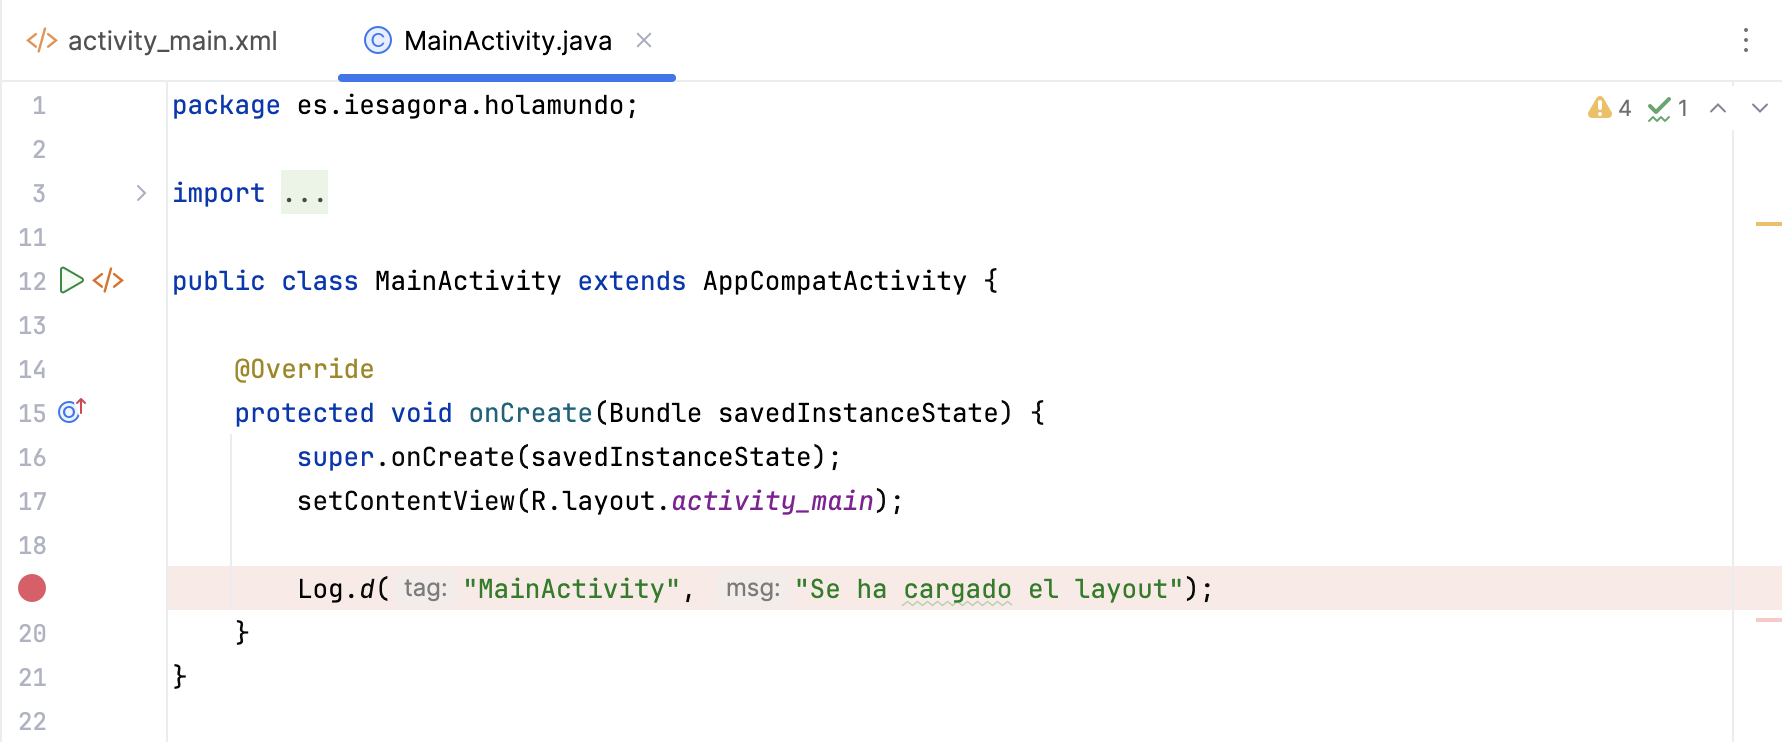 activity_main.xml MainActivity.java
1 package es.iesagora.holamundo; 4 1
2
3 import ...
11
12 public class MainActivity extends AppCompatActivity {
13
14 @Override
15 protected void onCreate(Bundle savedInstanceState) {
16 super.onCreate(savedInstanceState);
17 setContentView(R.layout.activity_main);
18
Log.d( tag: "MainActivity", msg: "Se ha cargado el layout");
20 }
21 }
22